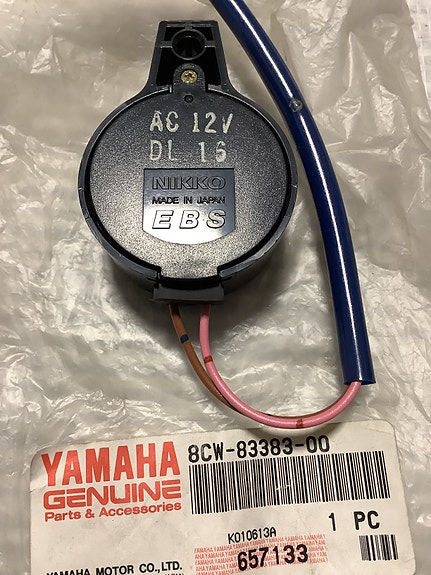 AC 12V
DL 16
NIKKO
MADE IN JAPAN
EBS
YAMAHA
GENUINE
Parts & Accessories
8CW-83383-00
K010613A
1 PC
657133
YAMAHA MOTOR CO.,LTD.